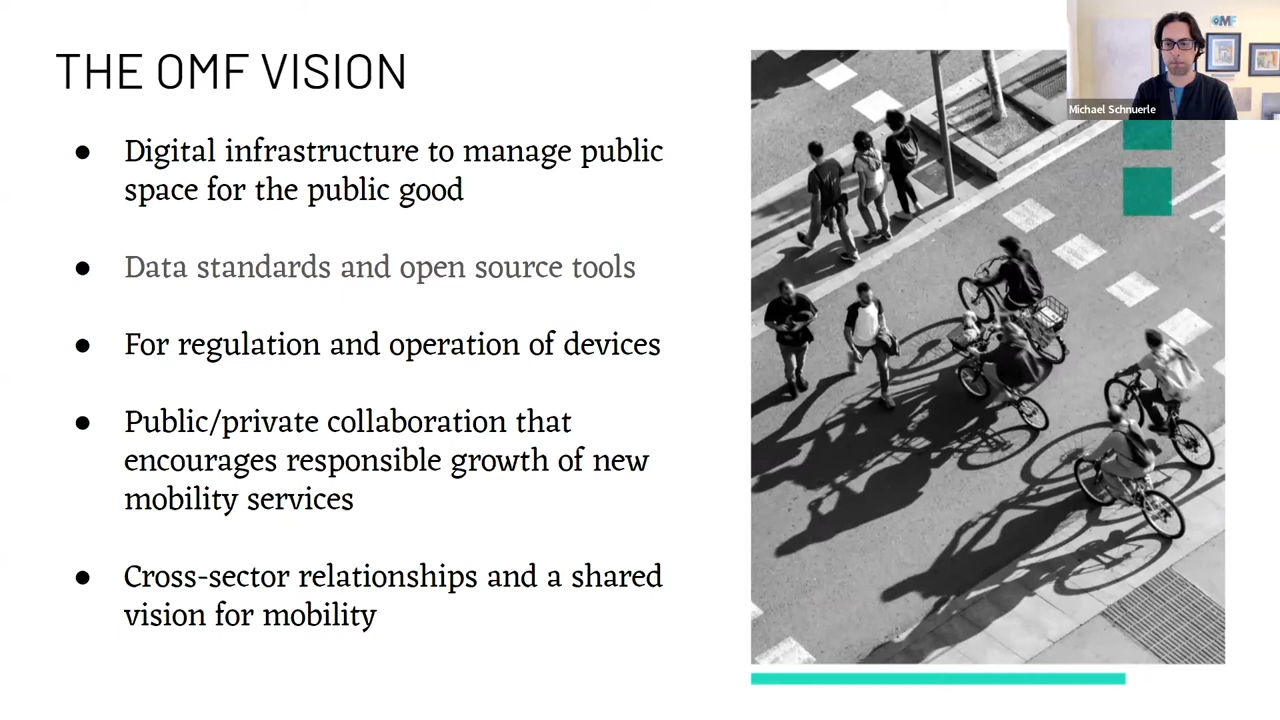 THE OMF VISION
● Digital infrastructure to manage public
space for the public good
● Data standards and open source tools
● For regulation and operation of devices
● Public/private collaboration that
encourages responsible growth of new
mobility services
● Cross-sector relationships and a shared
vision for mobility
OMF
Michael Schnuerle